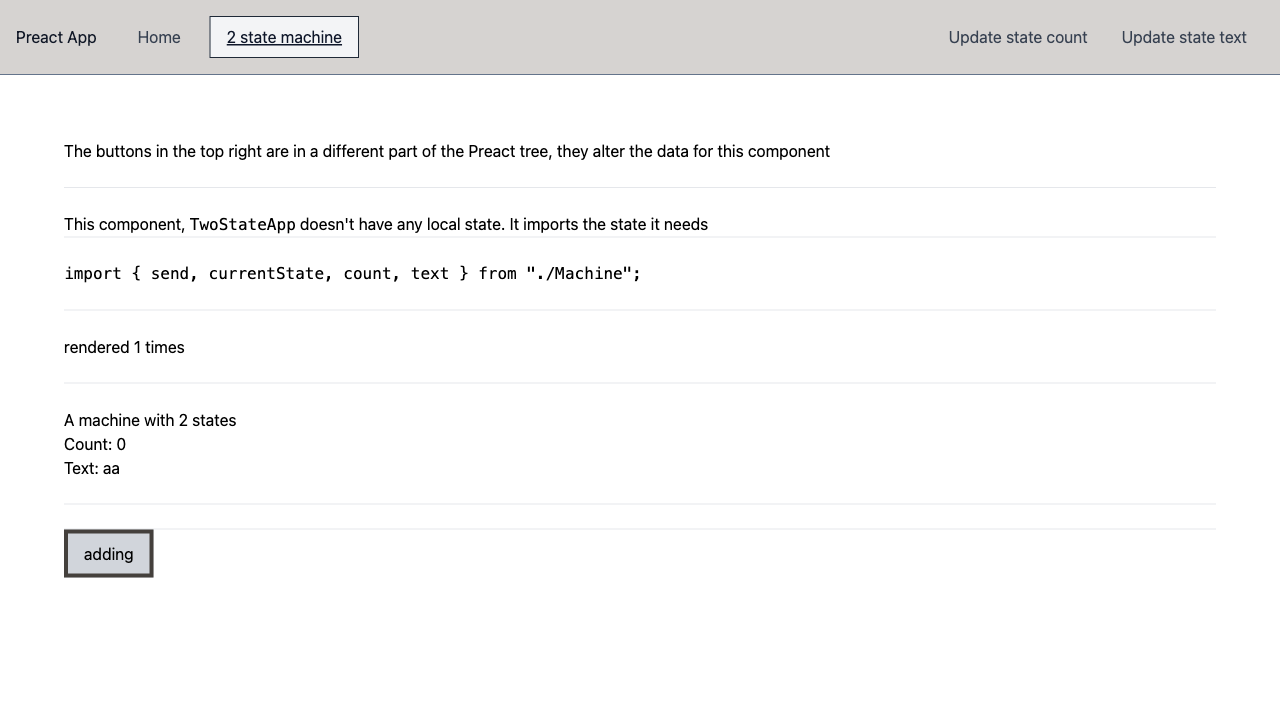 Preact App Home 2 state machine Update state count Update state text
The buttons in the top right are in a different part of the Preact tree, they alter the data for this component
This component, TwoStateApp doesn't have any local state. It imports the state it needs
import { send, currentState, count, text } from "./Machine";
rendered 1 times
A machine with 2 states
Count: 0
Text: aa
adding